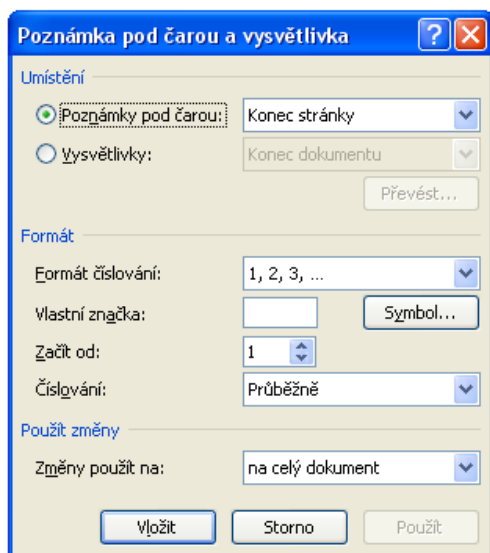 Poznámka pod čarou a vysvětlivka
Umístění
Poznámky pod čarou: Konec stránky
Vysvětlivky: Konec dokumentu
Převést...
Formát
Formát číslování: 1, 2, 3, ...
Vlastní značka: Symbol...
Začít od: 1
Číslování: Průběžně
Použít změny
Změny použít na: na celý dokument
Vložit Storno Použít